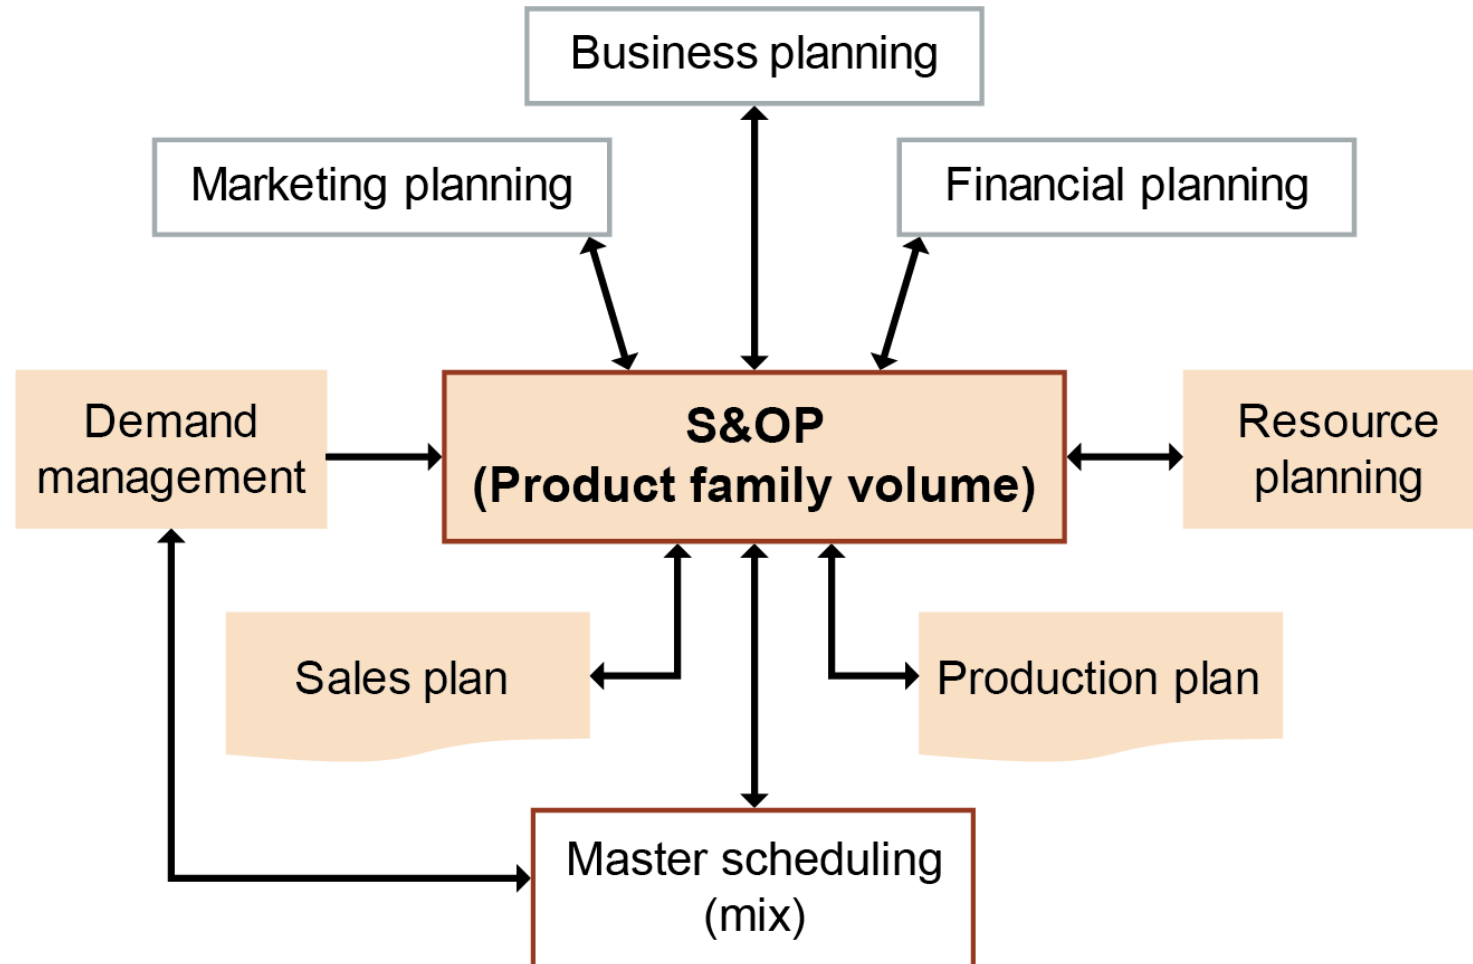 Business planning
Marketing planning
Financial planning
Demand
management
S&OP
(Product family volume)
Resource
planning
Sales plan
Production plan
Master scheduling
(mix)